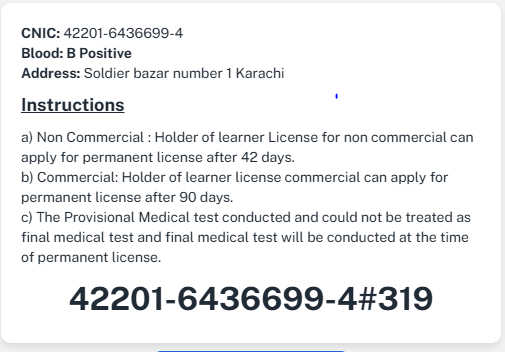 CNIC: 42201-6436699-4
Blood: B Positive
Address: Soldier bazar number 1 Karachi
Instructions
a) Non Commercial : Holder of learner License for non commercial can
apply for permanent license after 42 days.
b) Commercial: Holder of learner license commercial can apply for
permanent license after 90 days.
c) The Provisional Medical test conducted and could not be treated as
final medical test and final medical test will be conducted at the time
of permanent license.
42201-6436699-4#319